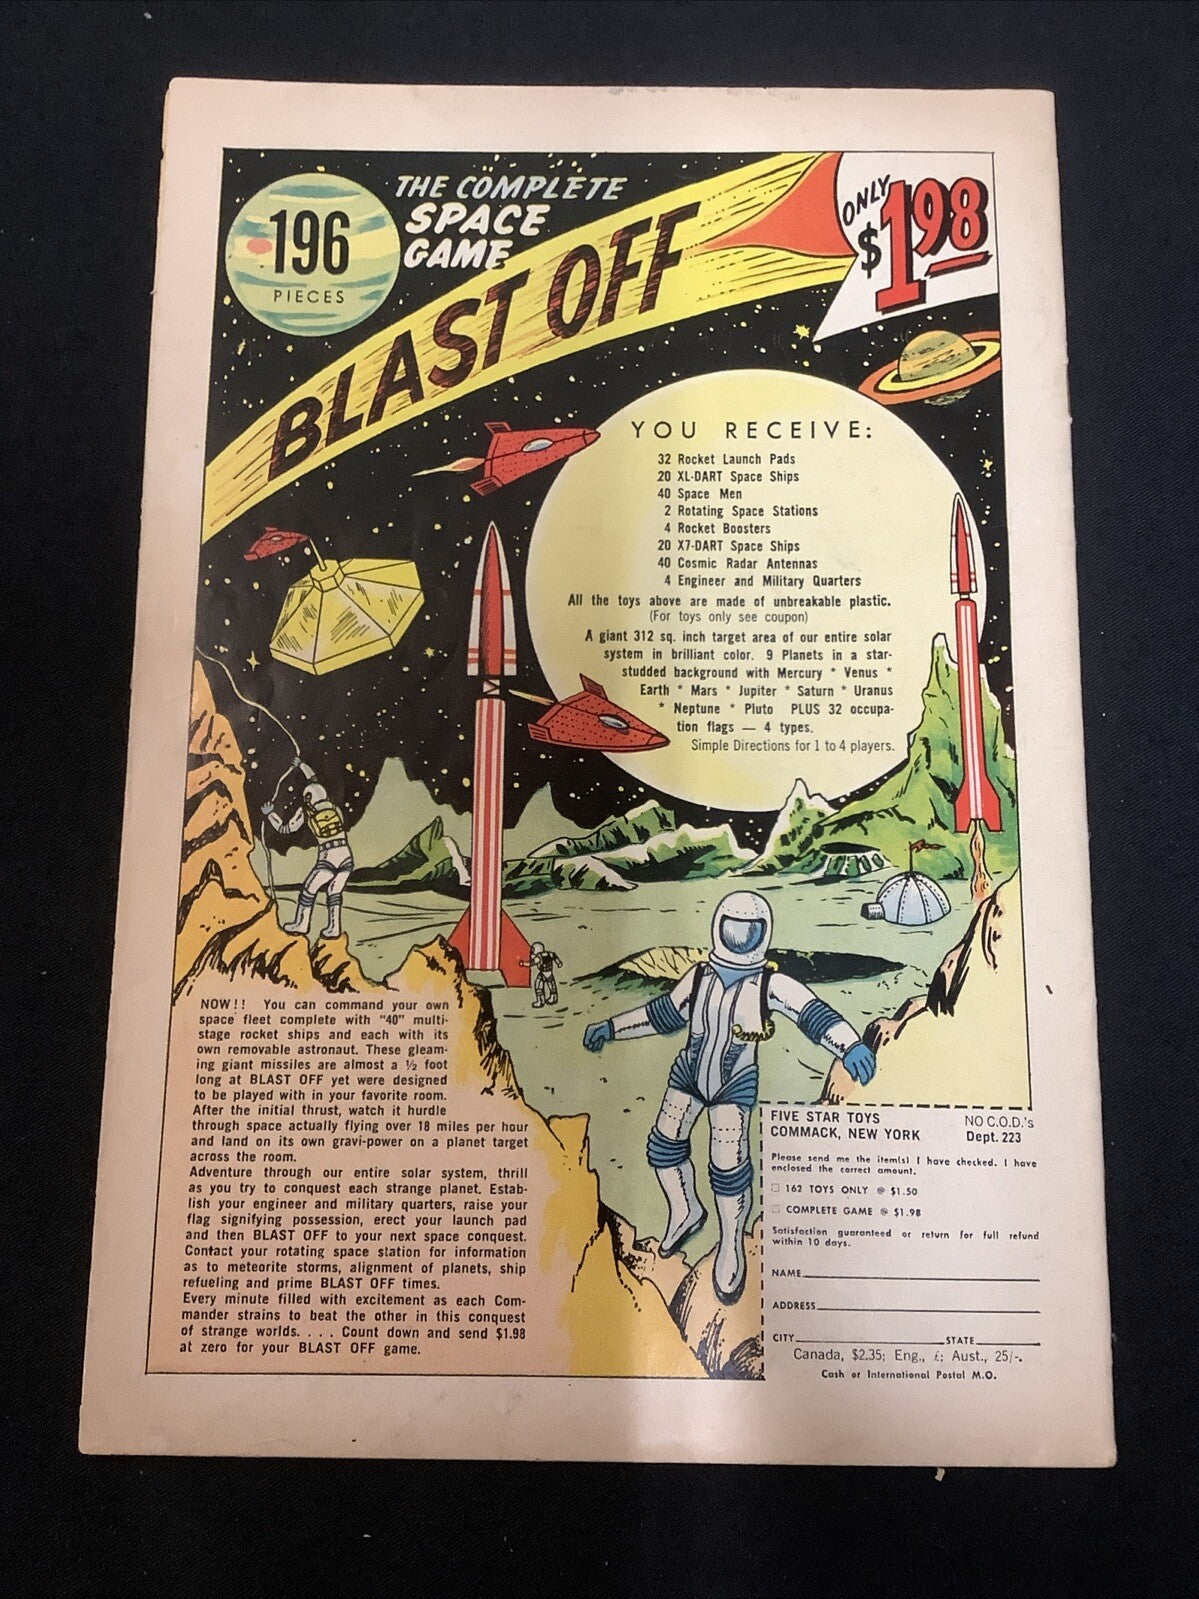 196
PIECES
THE COMPLETE
SPACE
GAME
BLAST OFF
ONLY
$1.98
YOU RECEIVE:
32 Rocket Launch Pads
20 XL-DART Space Ships
40 Space Men
2 Rotating Space Stations
4 Rocket Boosters
20 X7-DART Space Ships
40 Cosmic Radar Antennas
4 Engineer and Military Quarters
All the toys above are made of unbreakable plastic.
(For toys only see coupon)
A giant 312 sq. inch target area of our entire solar
system in brilliant color. 9 Planets in a star-
studded background with Mercury * Venus *
Earth * Mars * Jupiter * Saturn * Uranus
* Neptune * Pluto PLUS 32 occupa-
tion flags — 4 types.
Simple Directions for 1 to 4 players.
NOW!! You can command your own
space fleet complete with "40" multi-
stage rocket ships and each with its
own removable astronaut. These gleam-
ing giant missiles are almost a ½ foot
long at BLAST OFF yet were designed
to be played with in your favorite room.
After the initial thrust, watch it hurdle
through space actually flying over 18 miles per hour
and land on its own gravi-power on a planet target
across the room.
Adventure through our entire solar system, thrill
as you try to conquest each strange planet. Estab-
lish your engineer and military quarters, raise your
flag signifying possession, erect your launch pad
and then BLAST OFF to your next space conquest.
Contact your rotating space station for information
as to meteorite storms, alignment of planets, ship
refueling and prime BLAST OFF times.
Every minute filled with excitement as each Com-
mander strains to beat the other in this conquest
of strange worlds. . . . Count down and send $1.98
at zero for your BLAST OFF game.
FIVE STAR TOYS NO C.O.D.'s
COMMACK, NEW YORK Dept. 223
Please send me the item(s) I have checked. I have
enclosed the correct amount.
☐ 162 TOYS ONLY @ $1.50
☐ COMPLETE GAME @ $1.98
Satisfaction guaranteed or return for full refund
within 10 days.
NAME
ADDRESS
CITY STATE
Canada, $2.35; Eng., £; Aust., 25/-.
Cash or International Postal M.O.